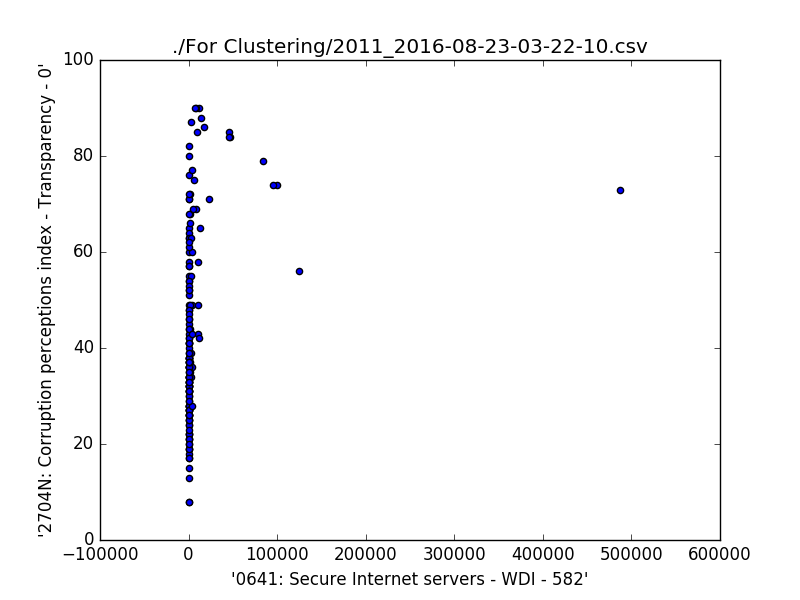 ./For Clustering/2011_2016-08-23-03-22-10.csv
'2704N: Corruption perceptions index - Transparency - 0'
100
80
60
40
20
0
−100000 0 100000 200000 300000 400000 500000 600000
'0641: Secure Internet servers - WDI - 582'